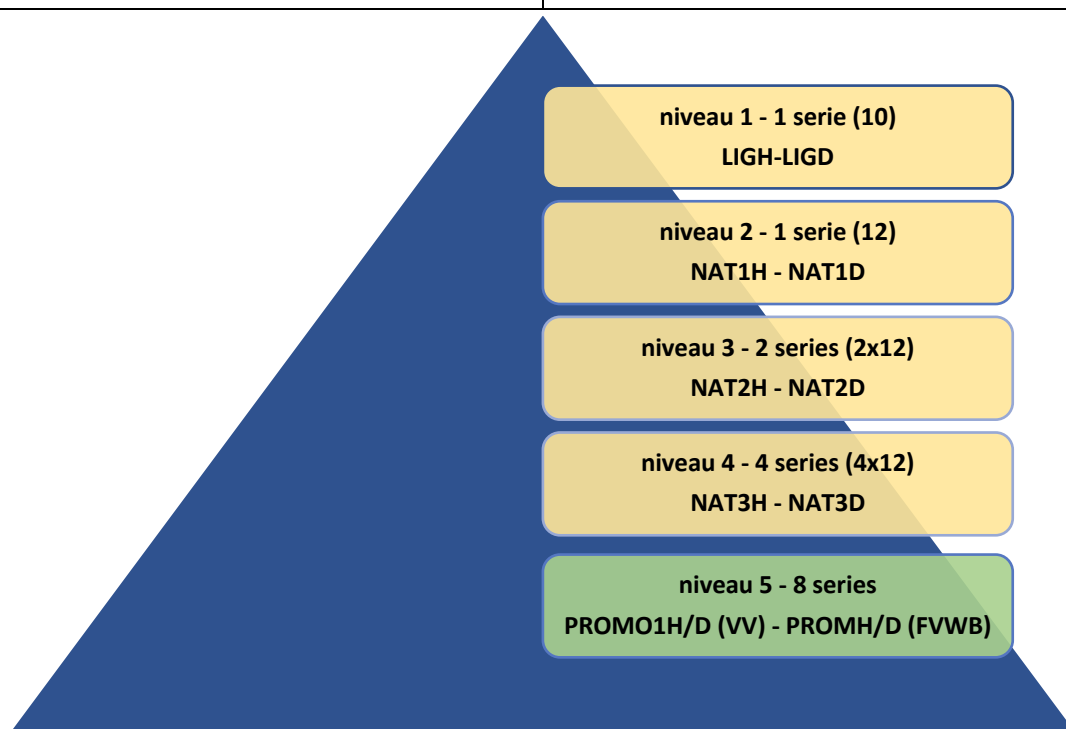 niveau 1 - 1 serie (10)
LIGH-LIGD
niveau 2 - 1 serie (12)
NAT1H - NAT1D
niveau 3 - 2 series (2x12)
NAT2H - NAT2D
niveau 4 - 4 series (4x12)
NAT3H - NAT3D
niveau 5 - 8 series
PROMO1H/D (VV) - PROMH/D (FVWB)